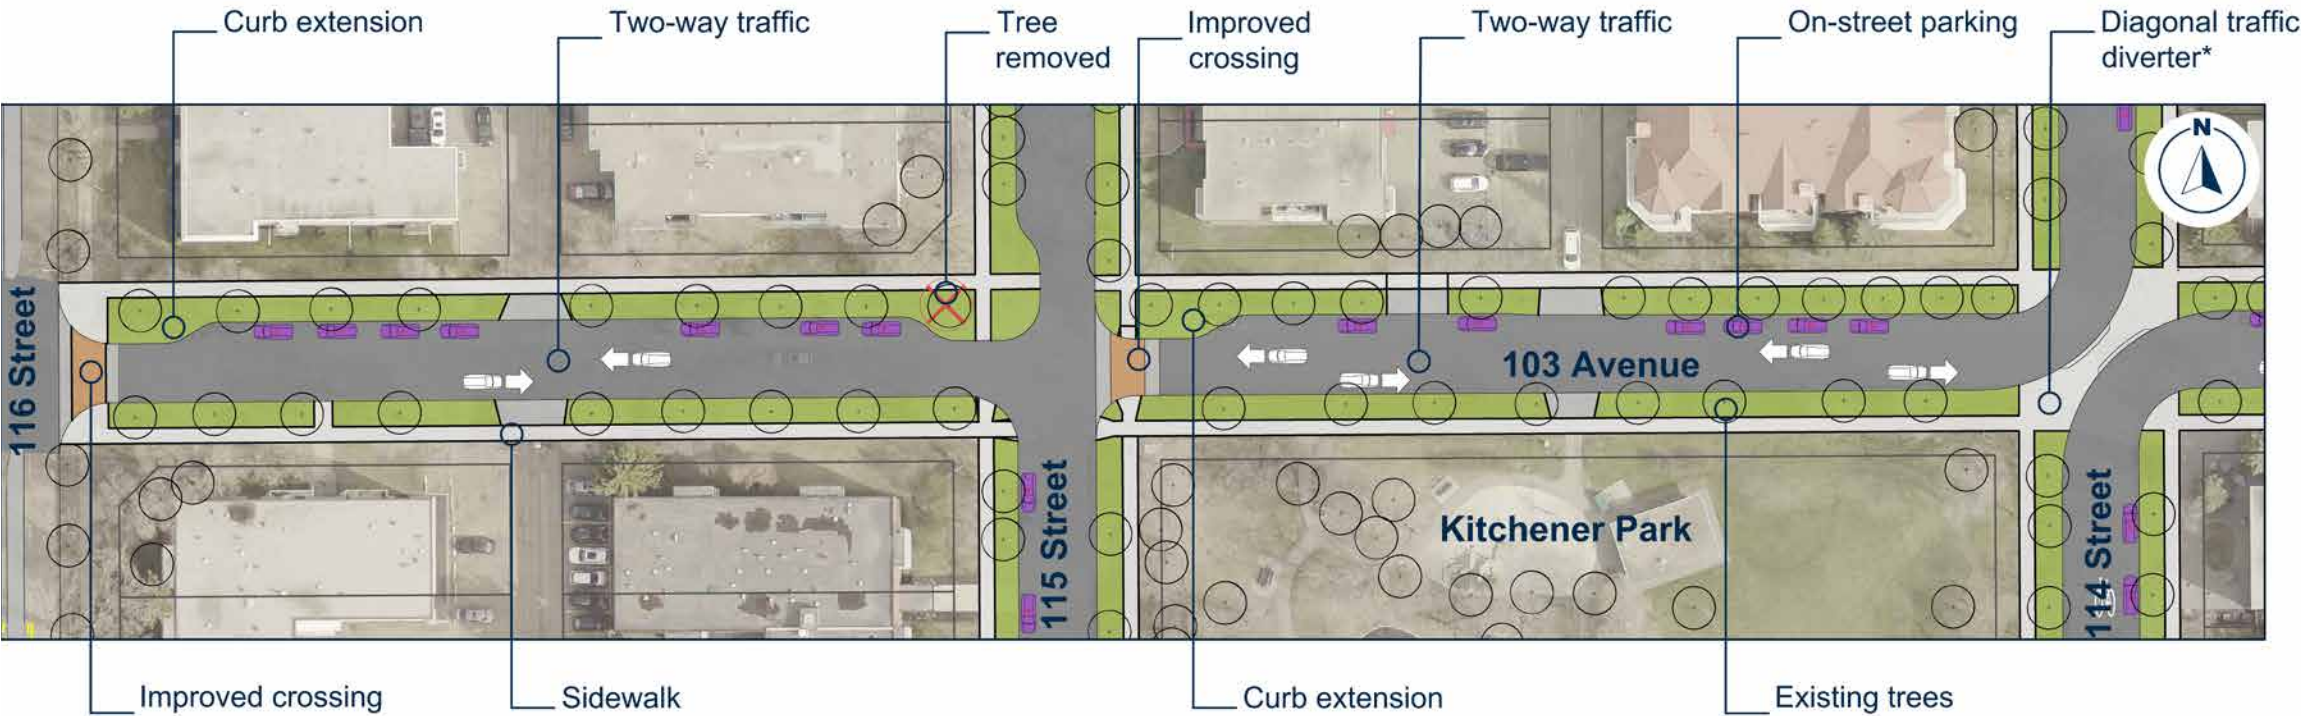 Curb extension
Two-way traffic
Tree
removed
Improved
crossing
Two-way traffic
On-street parking
Diagonal traffic
diverter*
N
116 Street
103 Avenue
115 Street
Kitchener Park
114 Street
Improved crossing
Sidewalk
Curb extension
Existing trees